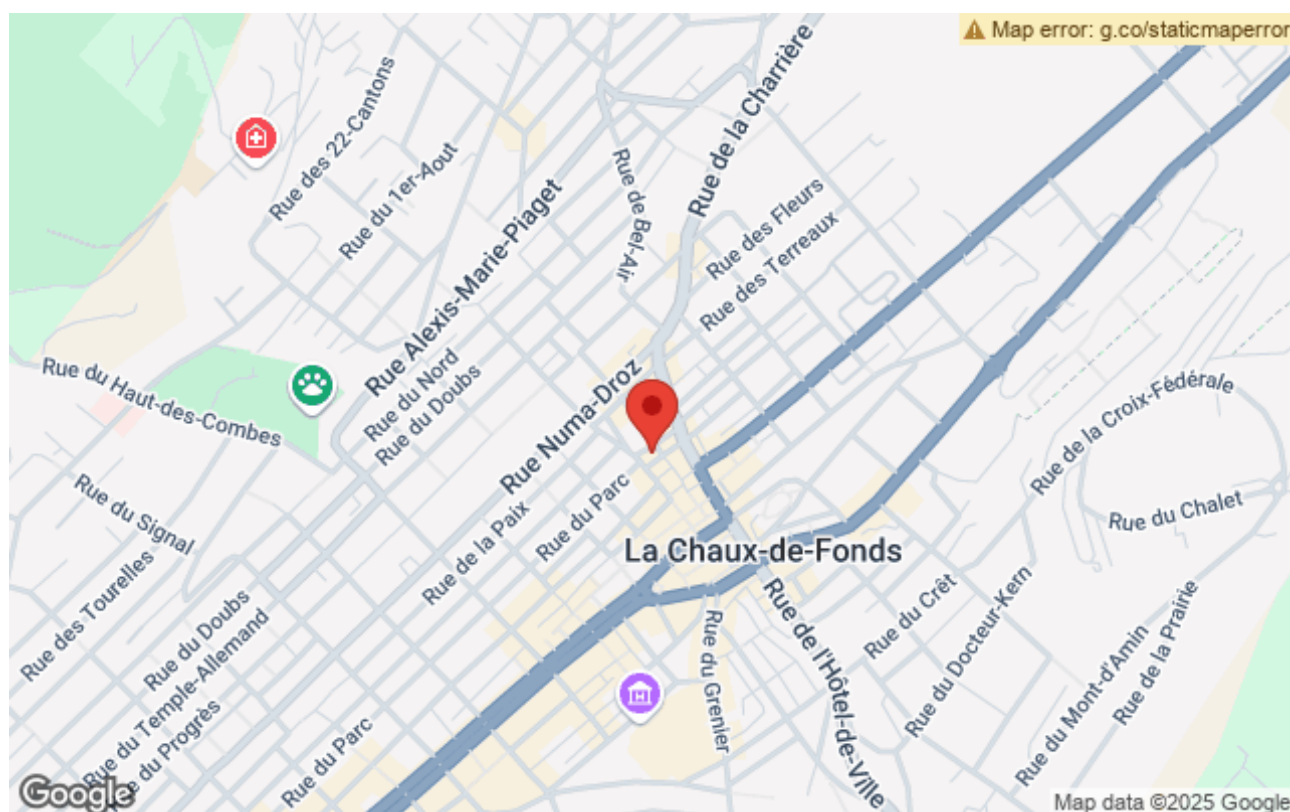 Map error: g.co/staticmaperror
Rue des 22-Cantons
Rue du 1er-Aout
Rue Alexis-Marie-Piaget
Rue de Bel-Air
Rue de la Charrière
Rue des Fleurs
Rue des Terreaux
Rue du Haut-des-Combes
Rue du Nord
Rue du Doubs
Rue Numa-Droz
Rue du Parc
Rue de la Paix
Rue de la Croix-Fédérale
Rue du Chalet
Rue du Signal
La Chaux-de-Fonds
Rue des Tourelles
Rue du Doubs
Rue du Temple-Allemand
Rue du Progrès
Rue du Parc
Rue du Grenier
Rue de l'Hôtel-de-Ville
Rue du Crêt
Rue du Docteur-Kern
Rue du Mont-d'Amin
Rue de la Prairie
Google
Map data ©2025 Google